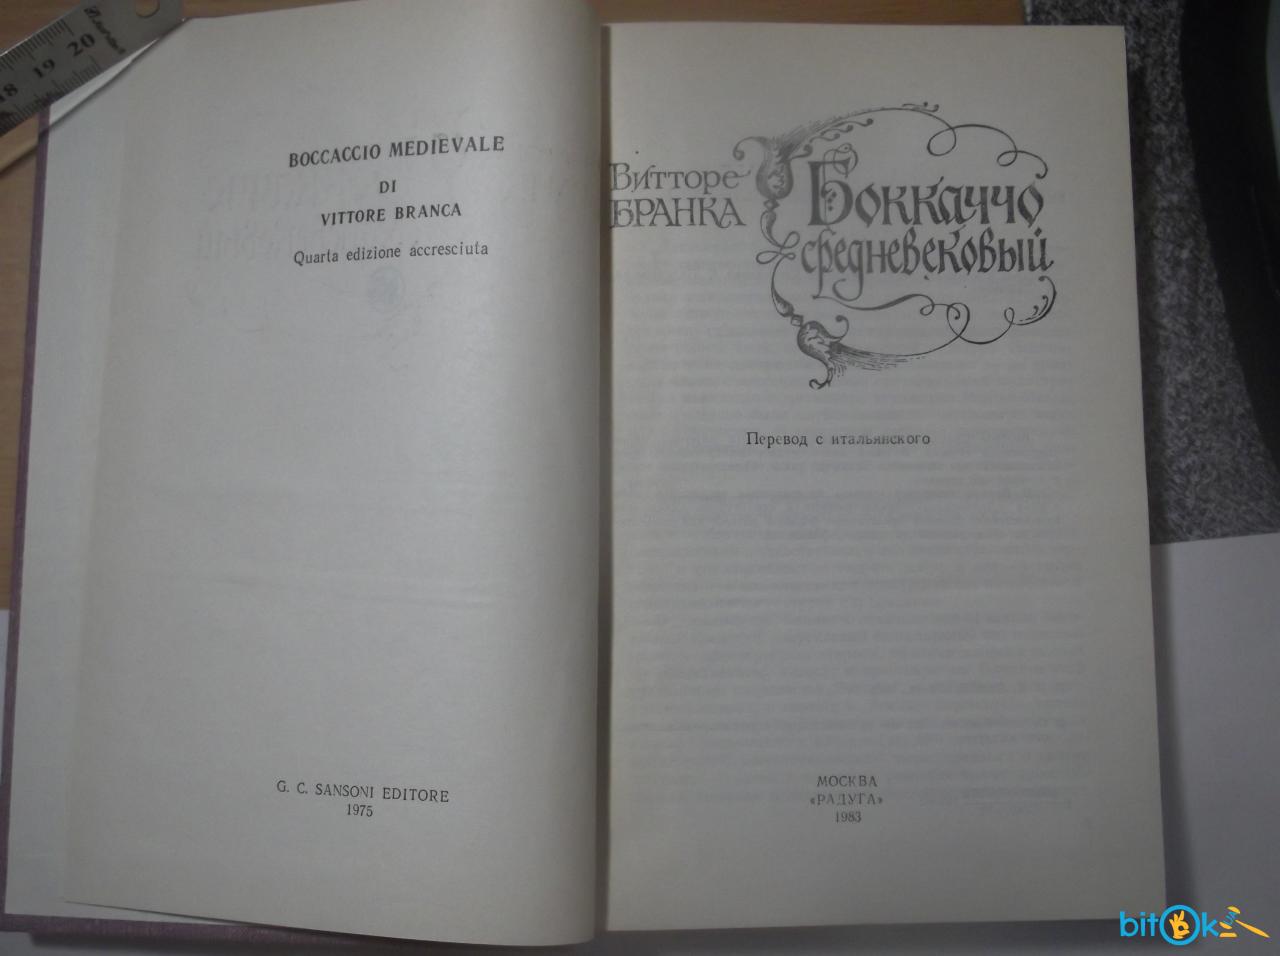 18 19 20
BOCCACCIO MEDIEVALE
DI
VITTORE BRANCA
Quarta edizione accresciuta
G. C. SANSONI EDITORE
1975
Витторе
БРАНКА
Боккаччо
средневековый
Перевод с итальянского
МОСКВА
«РАДУГА»
1983
bitOk